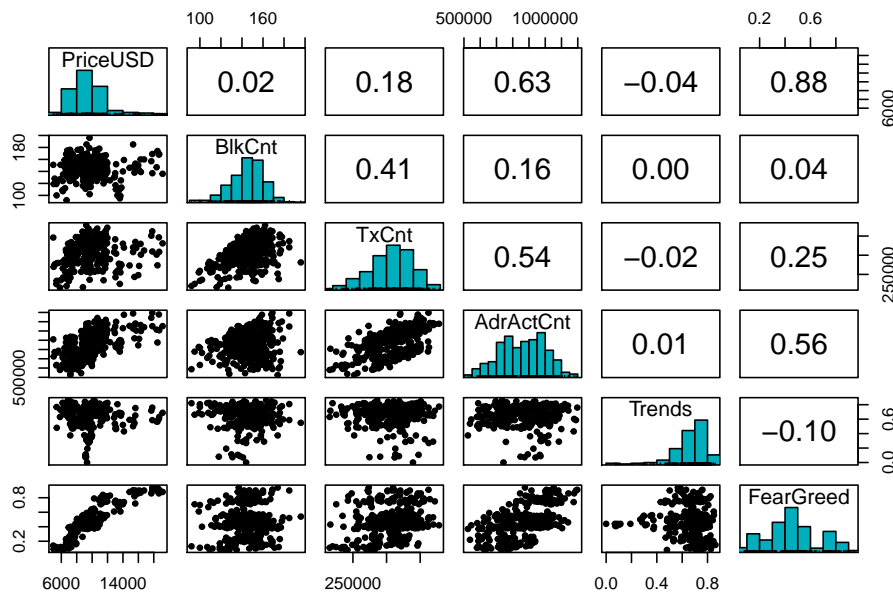 100 160 500000 1000000 0.2 0.6
PriceUSD 0.02 0.18 0.63 −0.04 0.88 6000
100 180 BlkCnt 0.41 0.16 0.00 0.04
TxCnt 0.54 −0.02 0.25 250000
500000 AdrActCnt 0.01 0.56
Trends −0.10 0.0 0.6
0.2 0.8 FearGreed
6000 14000 250000 0.0 0.4 0.8